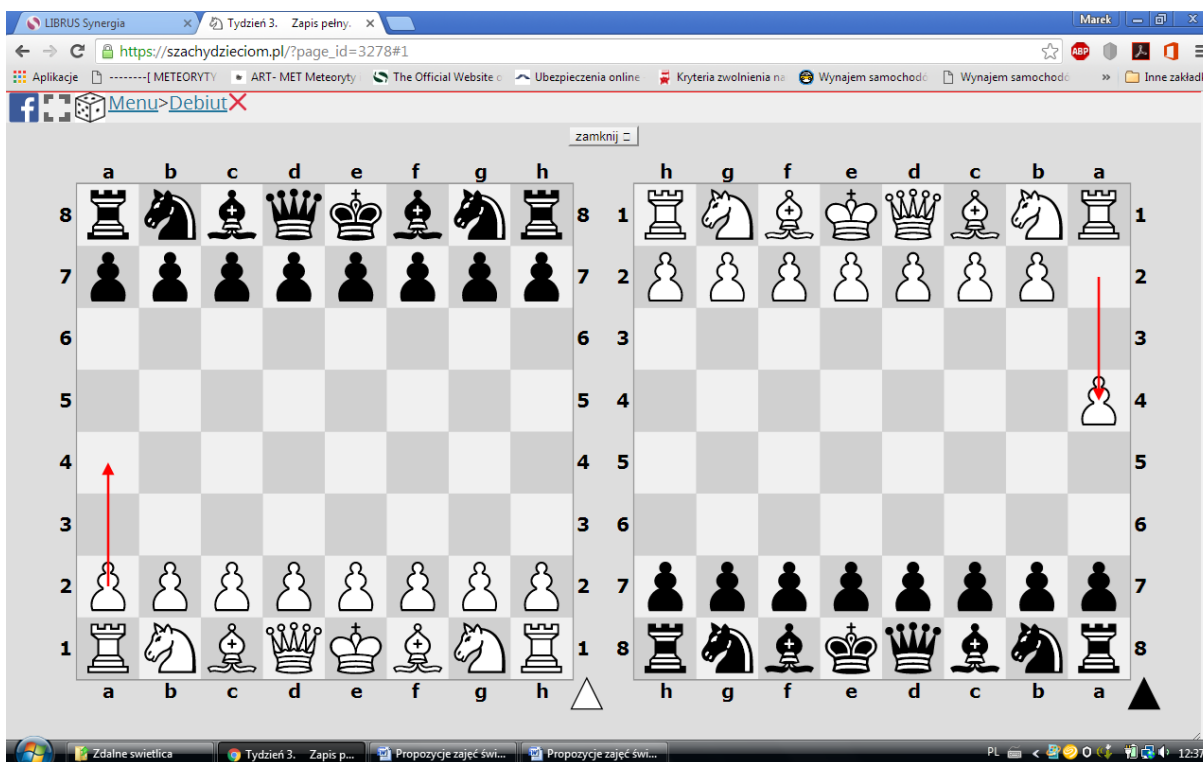 LIBRUS Synergia
Tydzień 3. Zapis pełny.
Marek
https://szachydzieciom.pl/?page_id=3278#1
ABP
Aplikacje
--------[ METEORYTY
ART- MET Meteoryty
The Official Website o
Ubezpieczenia online
Kryteria uwolnienia na
Wynajem samochodó
Wynajem samochodó
»
Inne zakład
Menu>Debiut
zamknij
a b c d e f g h
h g f e d c b a
8 8 1 1
7 7 2 2
6 6 3 3
5 5 4 4
4 4 5 5
3 3 6 6
2 2 7 7
1 1 8 8
a b c d e f g h
h g f e d c b a
Zdalne swietlica
Tydzień 3. Zapis p...
Propozycje zajęć świ...
Propozycje zajęć świ...
PL
12:37